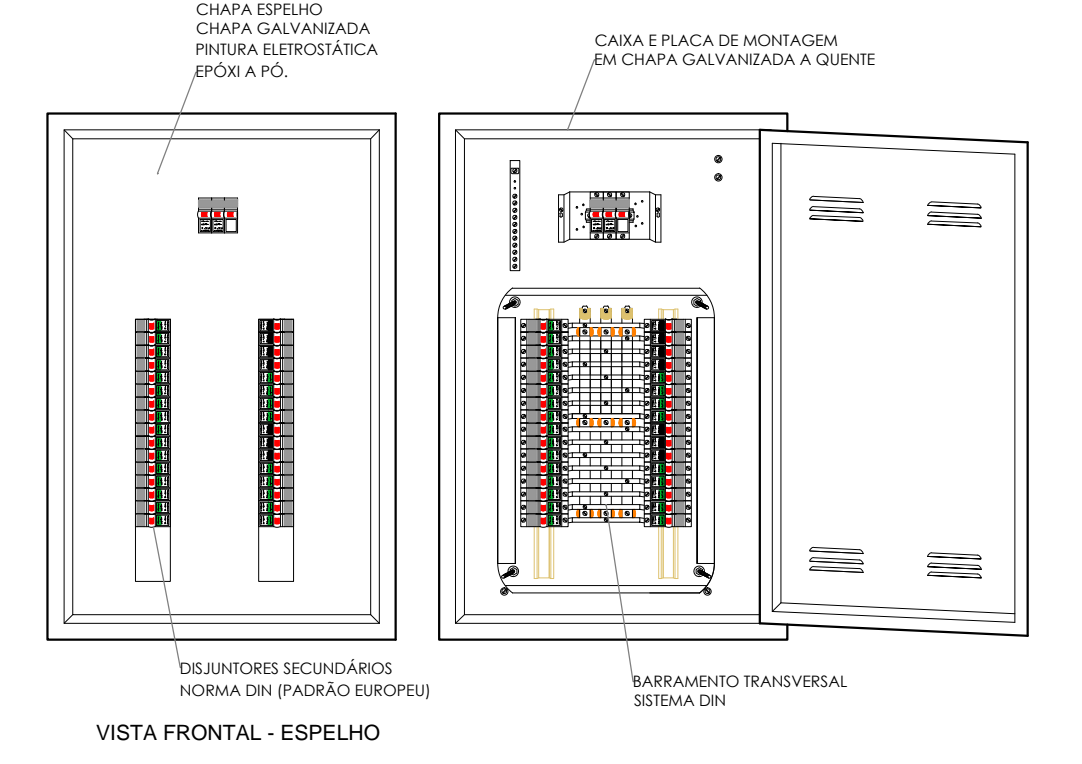 CHAPA ESPELHO
CHAPA GALVANIZADA
PINTURA ELETROSTÁTICA
EPÓXI A PÓ.
CAIXA E PLACA DE MONTAGEM
EM CHAPA GALVANIZADA A QUENTE
DISJUNTORES SECUNDÁRIOS
NORMA DIN (PADRÃO EUROPEU)
BARRAMENTO TRANSVERSAL
SISTEMA DIN
VISTA FRONTAL - ESPELHO